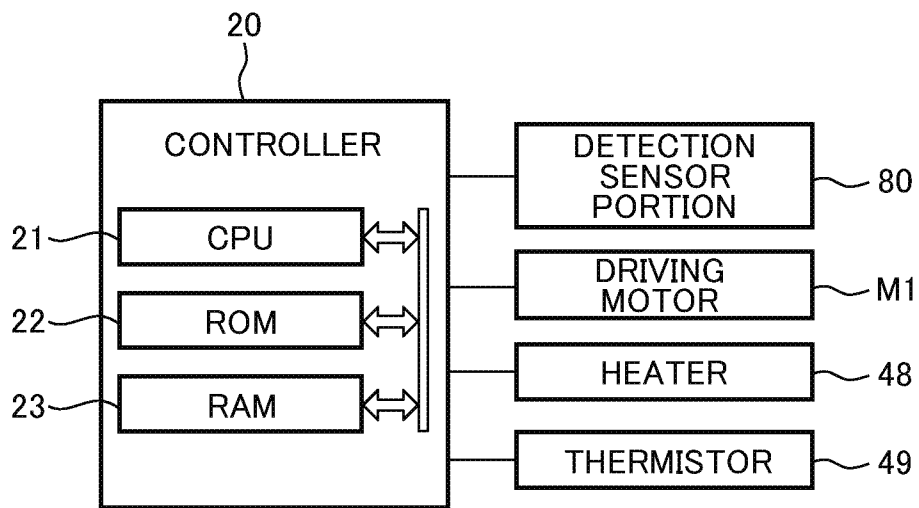 20
CONTROLLER
21
CPU
22
ROM
23
RAM
DETECTION
SENSOR
PORTION
80
DRIVING
MOTOR
M1
HEATER
48
THERMISTOR
49